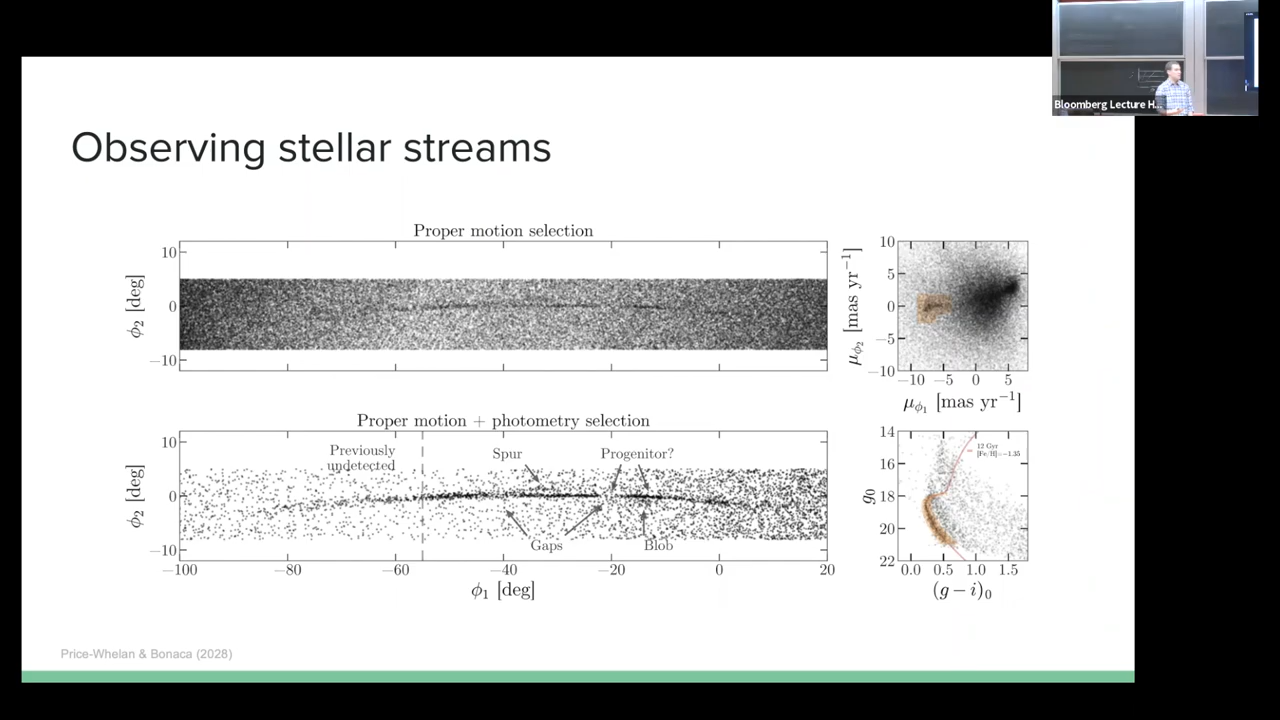 Bloomberg Lecture H...
Observing stellar streams
Proper motion selection
10
0
−10
ϕ2 [deg]
10
5
0
−5
−10
μϕ2 [mas yr−1]
−10 −5 0 5
μϕ1 [mas yr−1]
Proper motion + photometry selection
10
0
−10
ϕ2 [deg]
Previously
undetected
Spur
Progenitor?
Gaps
Blob
−100 −80 −60 −40 −20 0 20
ϕ1 [deg]
14
16
18
20
22
g0
12 Gyr
[Fe/H]=−1.35
0.0 0.5 1.0 1.5
(g − i)0
Price-Whelan & Bonaca (2028)